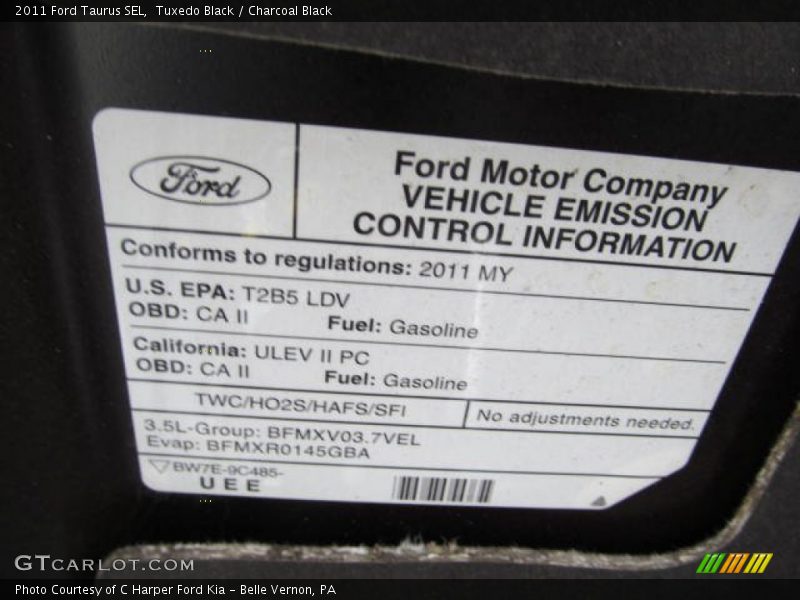 2011 Ford Taurus SEL,  Tuxedo Black / Charcoal Black
Ford
Ford Motor Company
VEHICLE EMISSION
CONTROL INFORMATION
Conforms to regulations: 2011 MY
U.S. EPA: T2B5 LDV
OBD: CA II Fuel: Gasoline
California: ULEV II PC
OBD: CA II Fuel: Gasoline
TWC/HO2S/HAFS/SFI
No adjustments needed.
3.5L-Group: BFMXV03.7VEL
Evap: BFMXR0145GBA
BW7E-9C485-
UEE
GTCARLOT.COM
Photo Courtesy of C Harper Ford Kia – Belle Vernon, PA